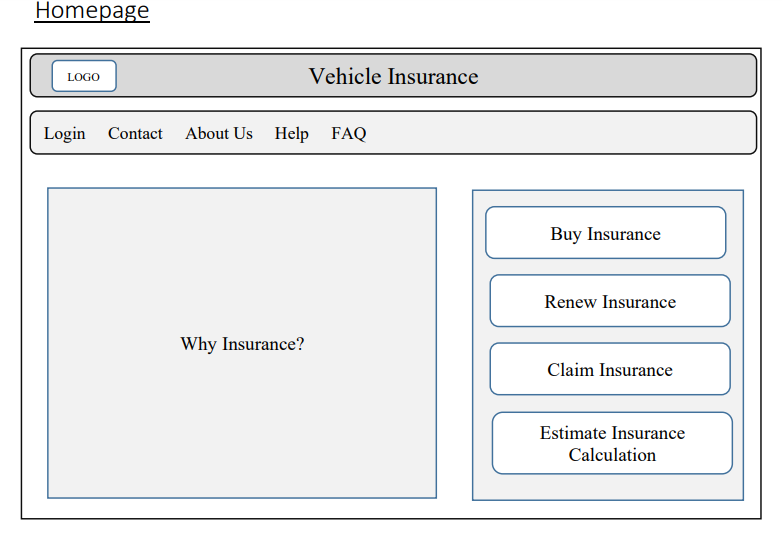 Homepage
LOGO
Vehicle Insurance
Login Contact About Us Help FAQ
Why Insurance?
Buy Insurance
Renew Insurance
Claim Insurance
Estimate Insurance
Calculation